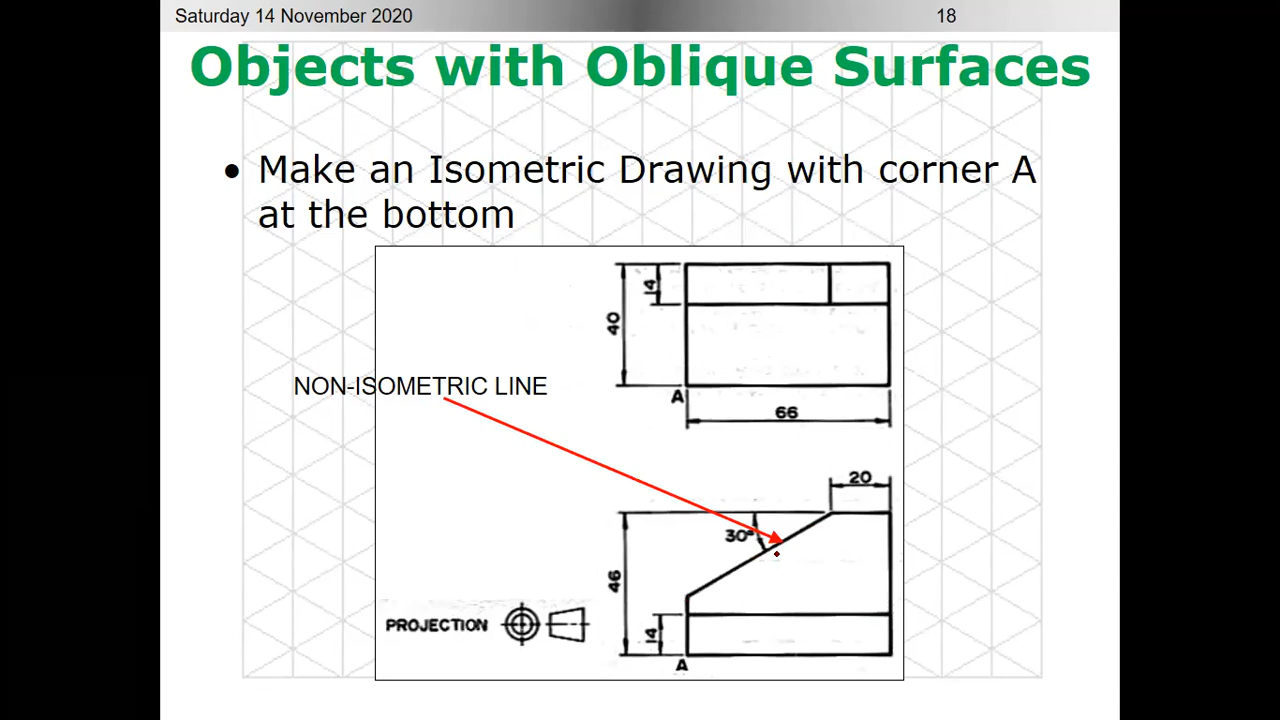 Saturday 14 November 2020 18
Objects with Oblique Surfaces
• Make an Isometric Drawing with corner A
at the bottom
14
40
NON-ISOMETRIC LINE
A
66
20
30°
46
PROJECTION
14
A